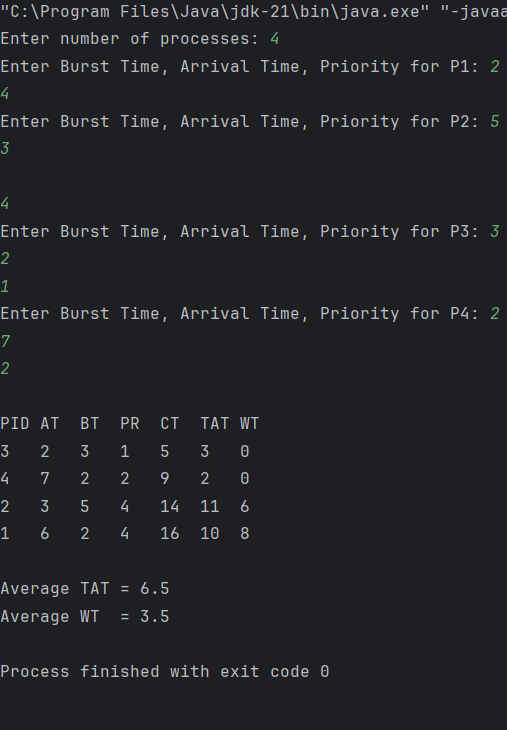 "C:\Program Files\Java\jdk-21\bin\java.exe" "-javaa
Enter number of processes: 4
Enter Burst Time, Arrival Time, Priority for P1: 2
4
Enter Burst Time, Arrival Time, Priority for P2: 5
3
4
Enter Burst Time, Arrival Time, Priority for P3: 3
2
1
Enter Burst Time, Arrival Time, Priority for P4: 2
7
2
PID AT  BT  PR  CT  TAT WT
3   2   3   1   5   3   0
4   7   2   2   9   2   0
2   3   5   4   14  11  6
1   6   2   4   16  10  8
Average TAT = 6.5
Average WT  = 3.5
Process finished with exit code 0